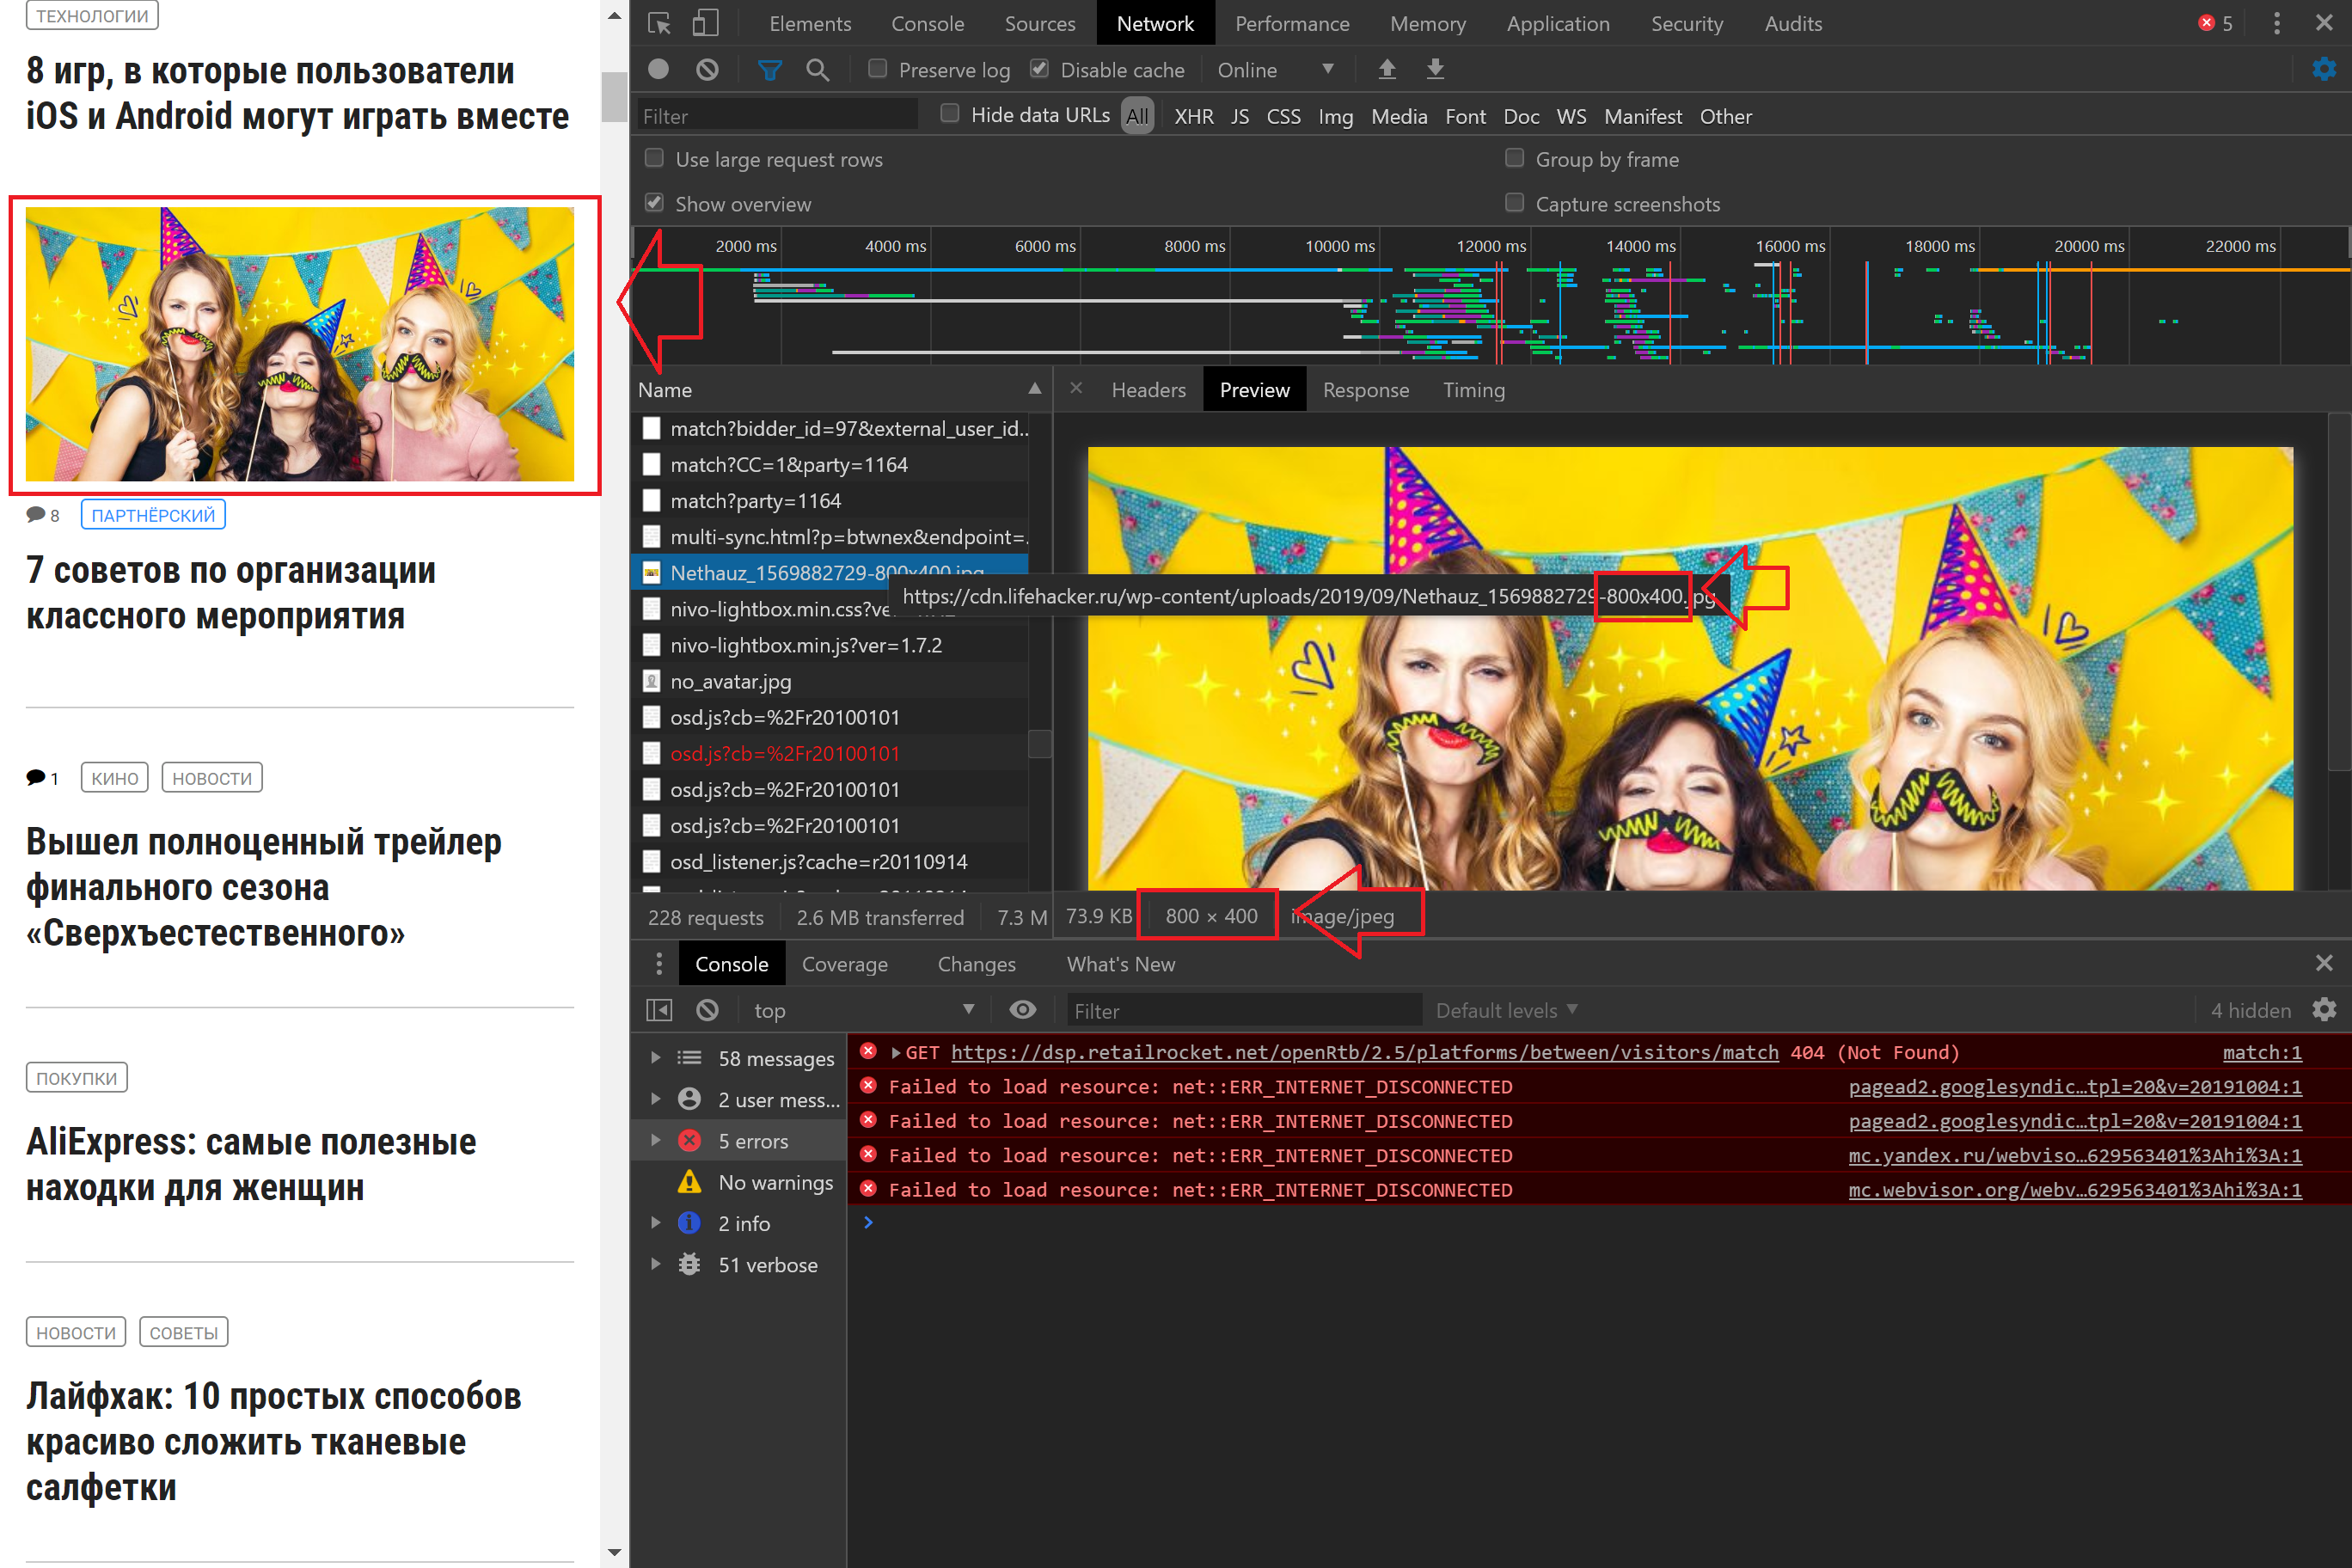 ТЕХНОЛОГИИ
8 игр, в которые пользователи
iOS и Android могут играть вместе
8 ПАРТНЁРСКИЙ
7 советов по организации
классного мероприятия
1 КИНО НОВОСТИ
Вышел полноценный трейлер
финального сезона
«Сверхъестественного»
ПОКУПКИ
AliExpress: самые полезные
находки для женщин
НОВОСТИ СОВЕТЫ
Лайфхак: 10 простых способов
красиво сложить тканевые
салфетки
Elements Console Sources Network Performance Memory Application Security Audits 5
Preserve log Disable cache Online
Filter Hide data URLs All XHR JS CSS Img Media Font Doc WS Manifest Other
Use large request rows Group by frame
Show overview Capture screenshots
2000 ms 4000 ms 6000 ms 8000 ms 10000 ms 12000 ms 14000 ms 16000 ms 18000 ms 20000 ms 22000 ms
Name
match?bidder_id=97&external_user_id...
match?CC=1&party=1164
match?party=1164
multi-sync.html?p=btwnex&endpoint=.
Nethauz_1569882729-800x400.jpg
nivo-lightbox.min.css?ve
nivo-lightbox.min.js?ver=1.7.2
no_avatar.jpg
osd.js?cb=%2Fr20100101
osd.js?cb=%2Fr20100101
osd.js?cb=%2Fr20100101
osd.js?cb=%2Fr20100101
osd_listener.js?cache=r20110914
228 requests 2.6 MB transferred 7.3 M
Headers Preview Response Timing
https://cdn.lifehacker.ru/wp-content/uploads/2019/09/Nethauz_1569882729-800x400.jpg
73.9 KB 800 × 400 image/jpeg
Console Coverage Changes What's New
top Filter Default levels 4 hidden
58 messages
2 user mess...
5 errors
No warnings
2 info
51 verbose
GET https://dsp.retailrocket.net/openRtb/2.5/platforms/between/visitors/match 404 (Not Found) match:1
Failed to load resource: net::ERR_INTERNET_DISCONNECTED pagead2.googlesyndic…tpl=20&v=20191004:1
Failed to load resource: net::ERR_INTERNET_DISCONNECTED pagead2.googlesyndic…tpl=20&v=20191004:1
Failed to load resource: net::ERR_INTERNET_DISCONNECTED mc.yandex.ru/webviso…629563401%3Ahi%3A:1
Failed to load resource: net::ERR_INTERNET_DISCONNECTED mc.webvisor.org/webv…629563401%3Ahi%3A:1